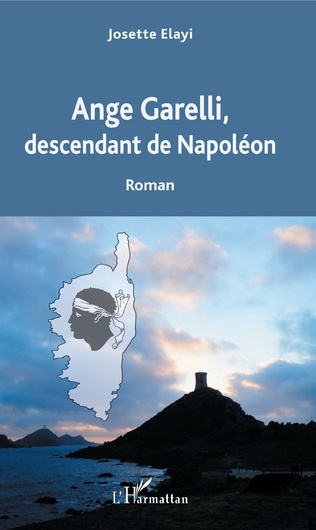 Josette Elayi
Ange Garelli,
descendant de Napoléon
Roman
L'Harmattan